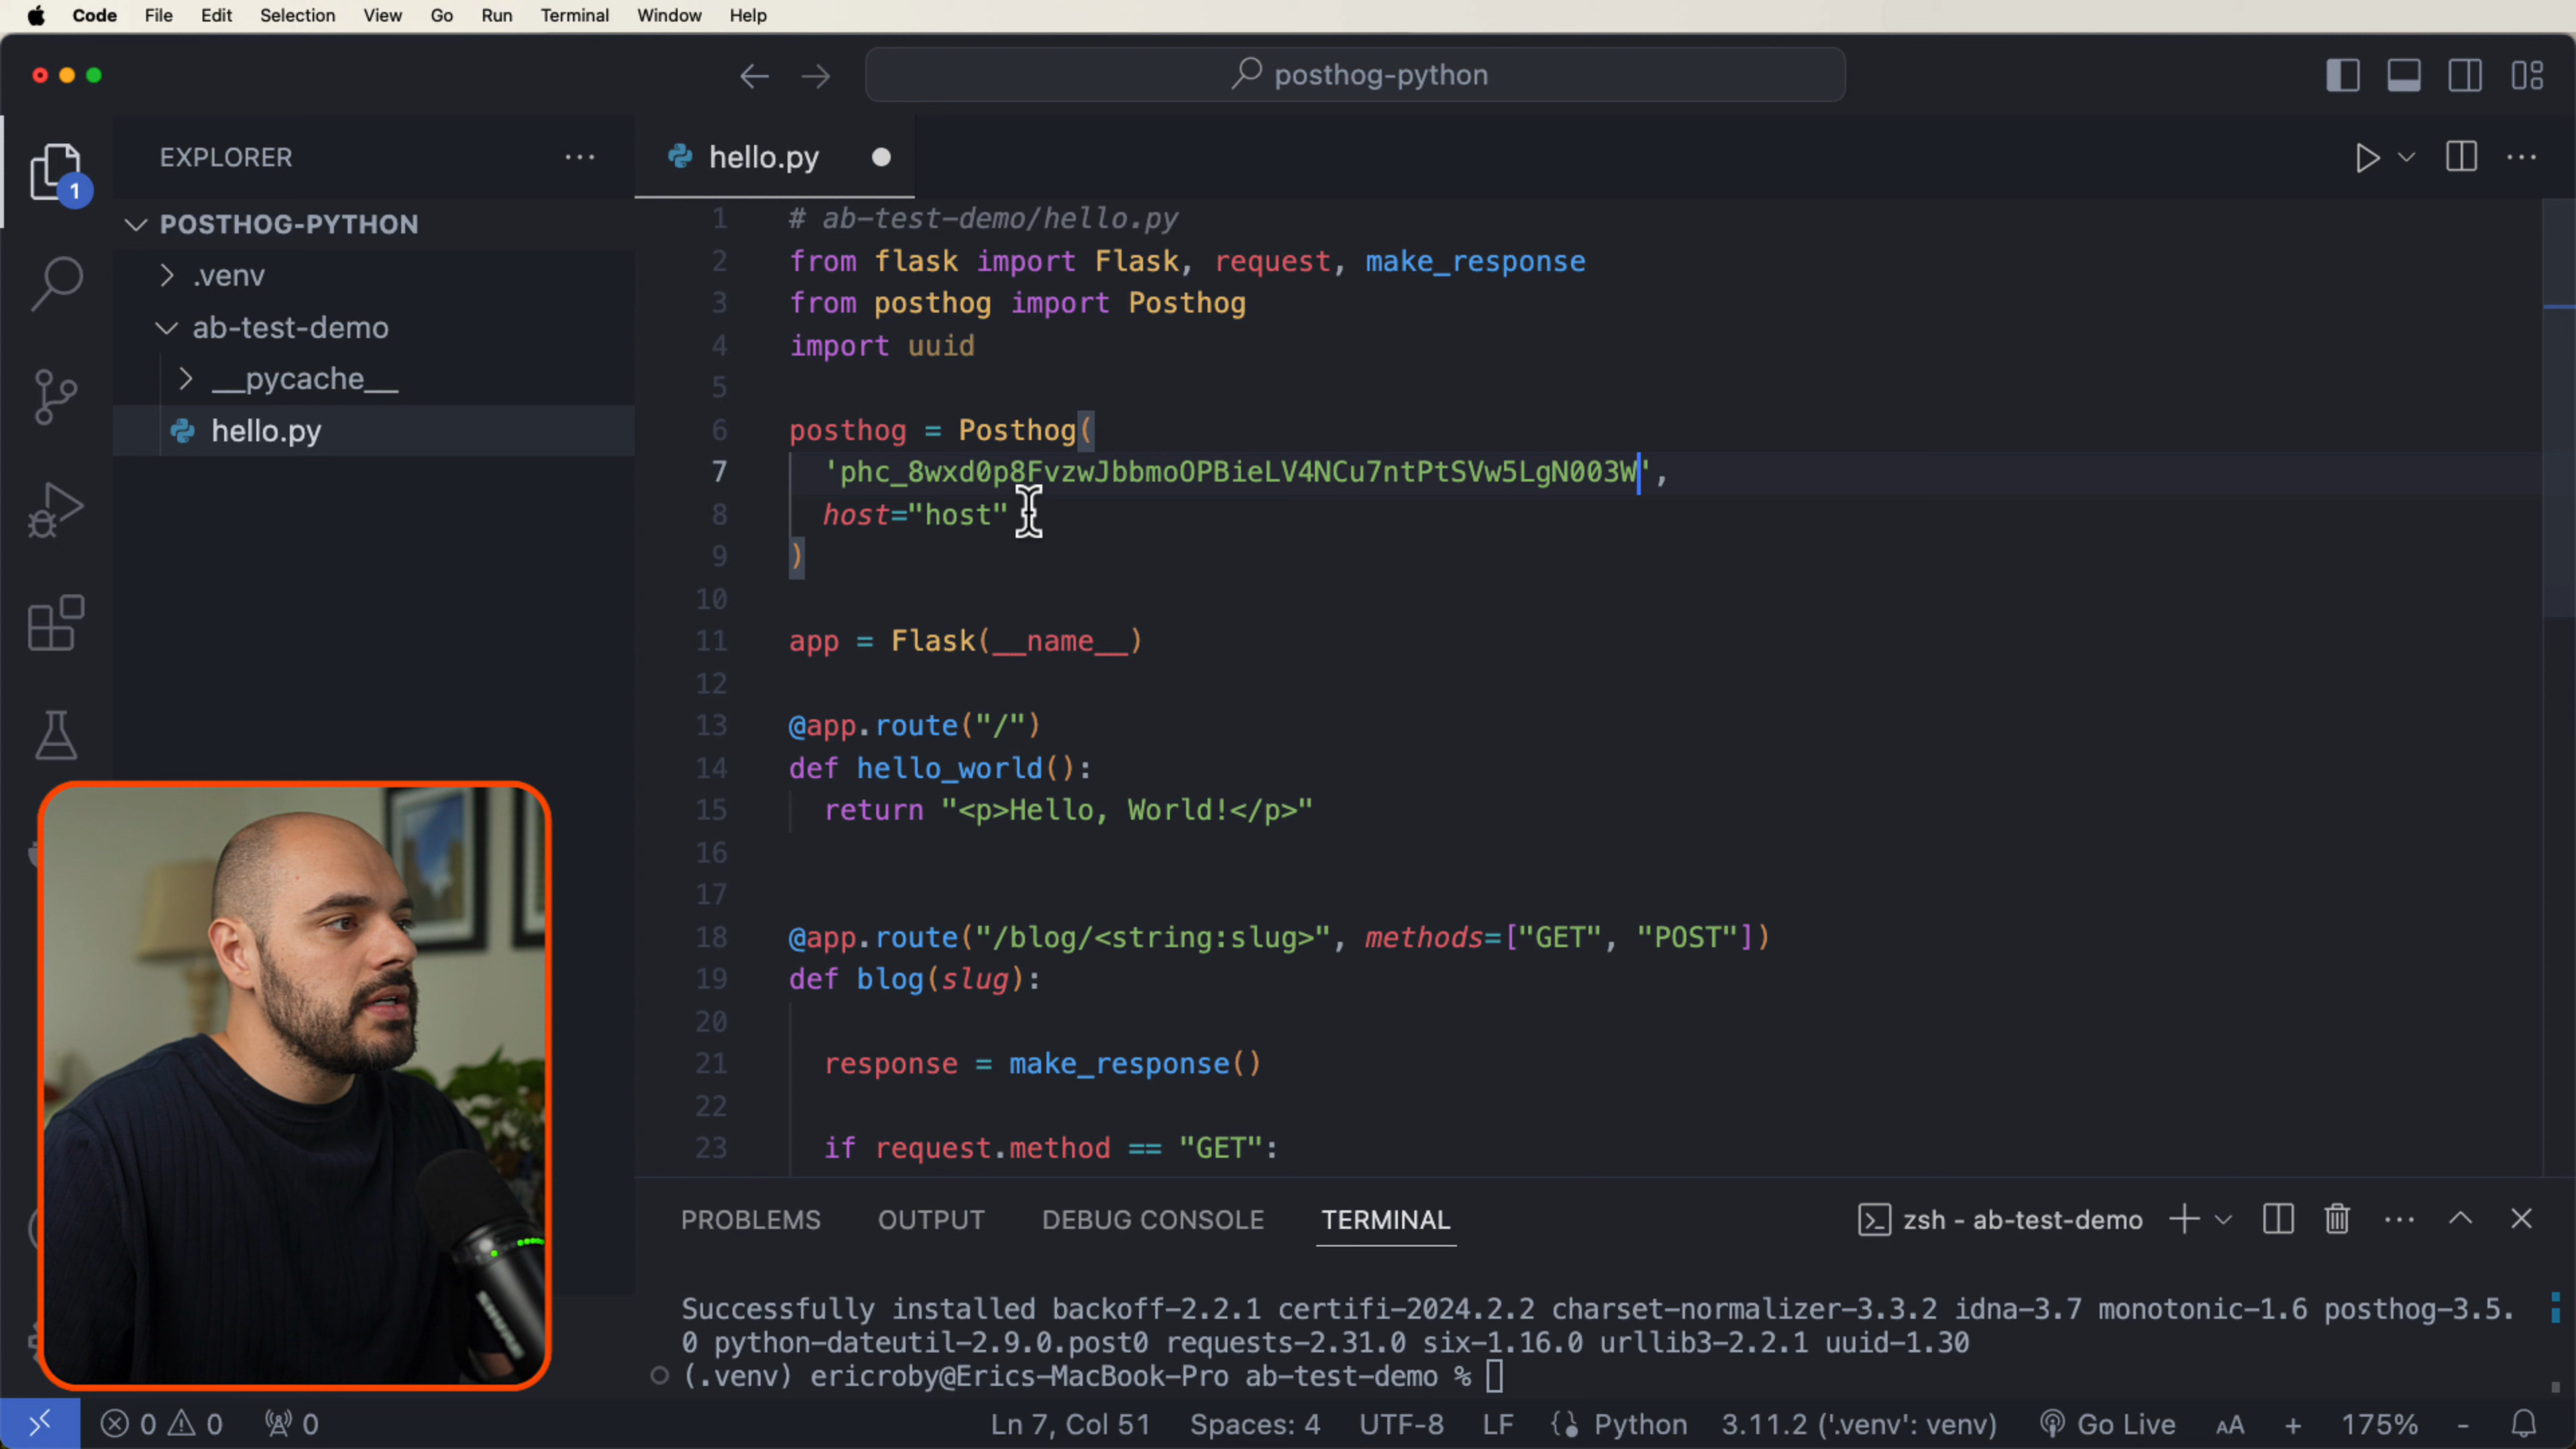 Code File Edit Selection View Go Run Terminal Window Help
posthog-python
EXPLORER
1
POSTHOG-PYTHON
.venv
ab-test-demo
__pycache__
hello.py
hello.py
1 # ab-test-demo/hello.py
2 from flask import Flask, request, make_response
3 from posthog import Posthog
4 import uuid
5
6 posthog = Posthog(
7 'phc_8wxd0p8FvzwJbbmoOPBieLV4NCu7ntPtSVw5LgN003W',
8 host="host"
9 )
10
11 app = Flask(__name__)
12
13 @app.route("/")
14 def hello_world():
15 return "<p>Hello, World!</p>"
16
17
18 @app.route("/blog/<string:slug>", methods=["GET", "POST"])
19 def blog(slug):
20
21 response = make_response()
22
23 if request.method == "GET":
PROBLEMS OUTPUT DEBUG CONSOLE TERMINAL
zsh - ab-test-demo
Successfully installed backoff-2.2.1 certifi-2024.2.2 charset-normalizer-3.3.2 idna-3.7 monotonic-1.6 posthog-3.5.
0 python-dateutil-2.9.0.post0 requests-2.31.0 six-1.16.0 urllib3-2.2.1 uuid-1.30
(.venv) ericroby@Erics-MacBook-Pro ab-test-demo %
0 0 0 Ln 7, Col 51 Spaces: 4 UTF-8 LF Python 3.11.2 ('.venv': venv) Go Live AA + 175% -